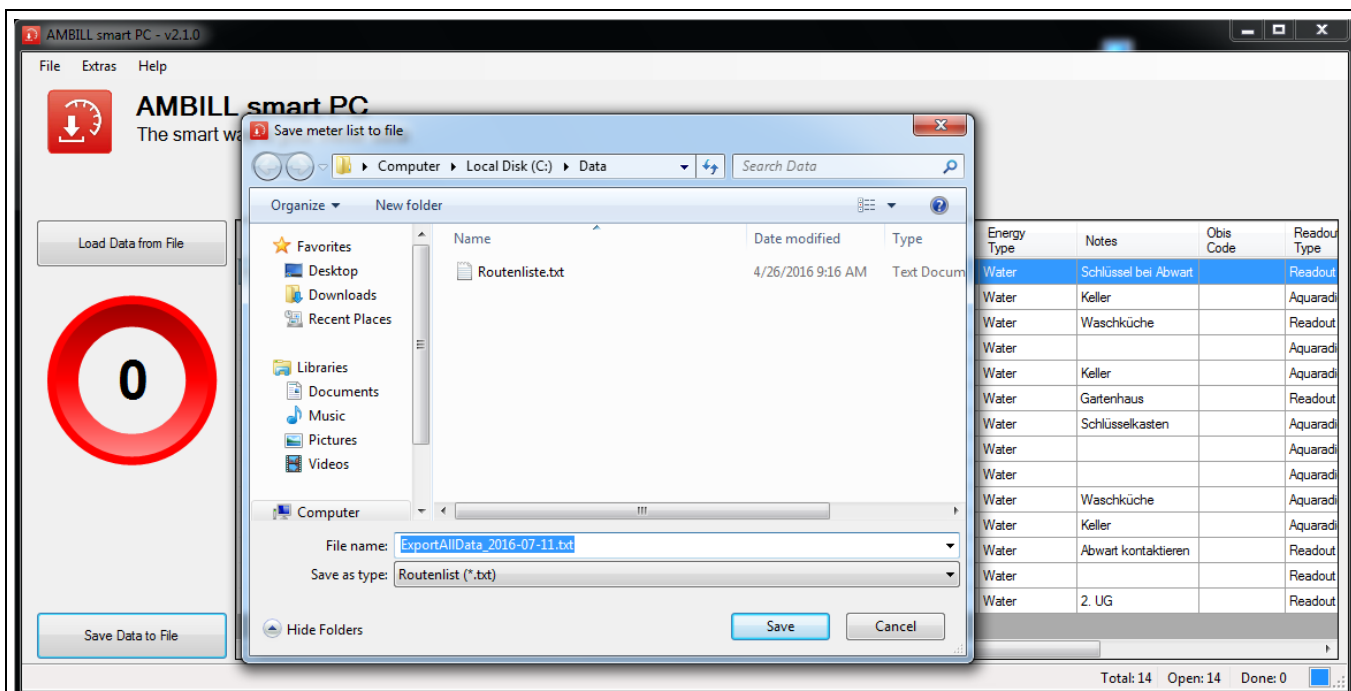 AMBILL smart PC - v2.1.0
File Extras Help
AMBILL smart PC
The smart wa
Save meter list to file
Computer Local Disk (C:) Data Search Data
Organize New folder
Favorites
Desktop
Downloads
Recent Places
Libraries
Documents
Music
Pictures
Videos
Computer
Name Date modified Type
Routenliste.txt 4/26/2016 9:16 AM Text Docum
File name: ExportAllData_2016-07-11.txt
Save as type: Routenlist (*.txt)
Hide Folders Save Cancel
Load Data from File
0
Save Data to File
Energy Type Notes Obis Code Readou Type
Water Schlüssel bei Abwart Readout
Water Keller Aquaradi
Water Waschküche Readout
Water Aquaradi
Water Keller Aquaradi
Water Gartenhaus Readout
Water Schlüsselkasten Aquaradi
Water Aquaradi
Water Aquaradi
Water Waschküche Aquaradi
Water Keller Aquaradi
Water Abwart kontaktieren Readout
Water Readout
Water 2. UG Readout
Total: 14 Open: 14 Done: 0